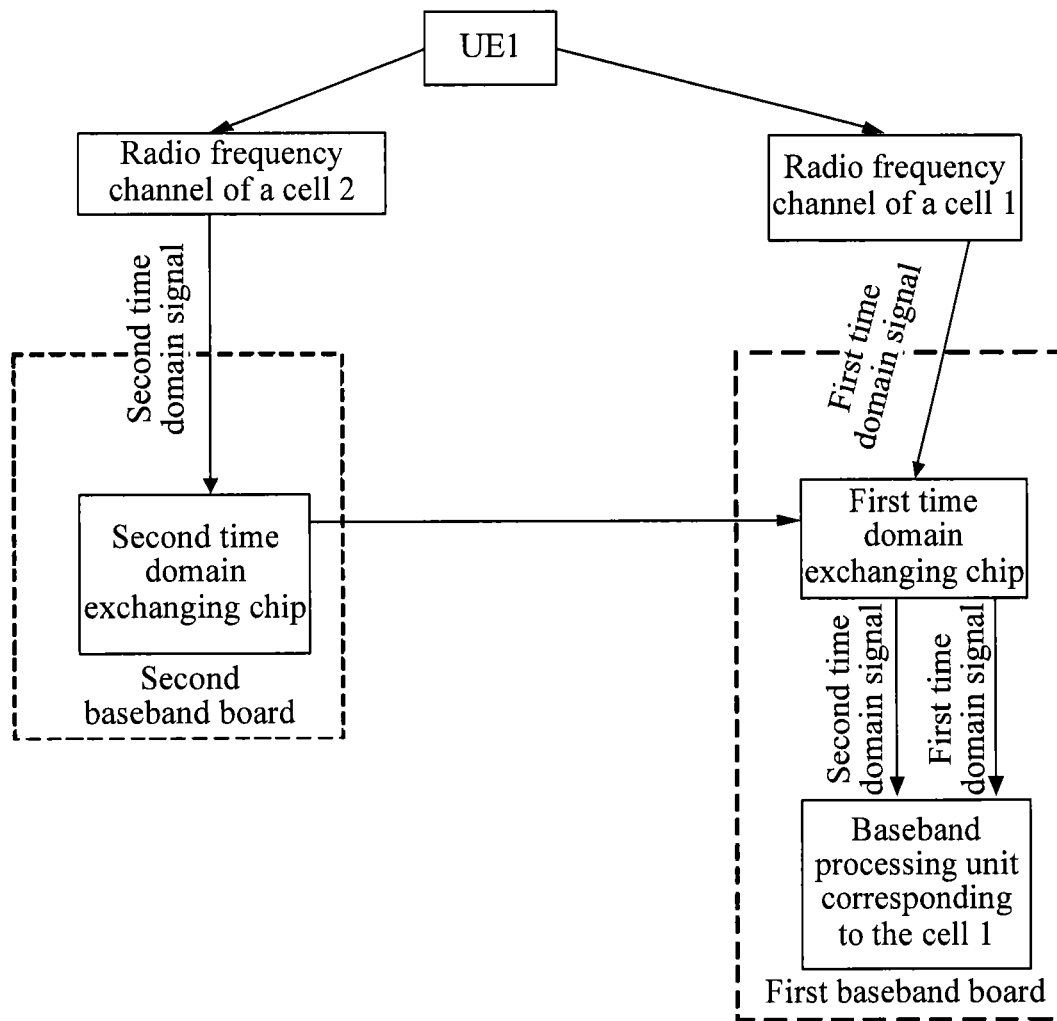 UE1
Radio frequency
channel of a cell 2
Radio frequency
channel of a cell 1
Second time
domain signal
First time
domain signal
Second time
domain
exchanging chip
Second
baseband board
First time
domain
exchanging chip
Second time
domain signal
First time
domain signal
Baseband
processing unit
corresponding
to the cell 1
First baseband board